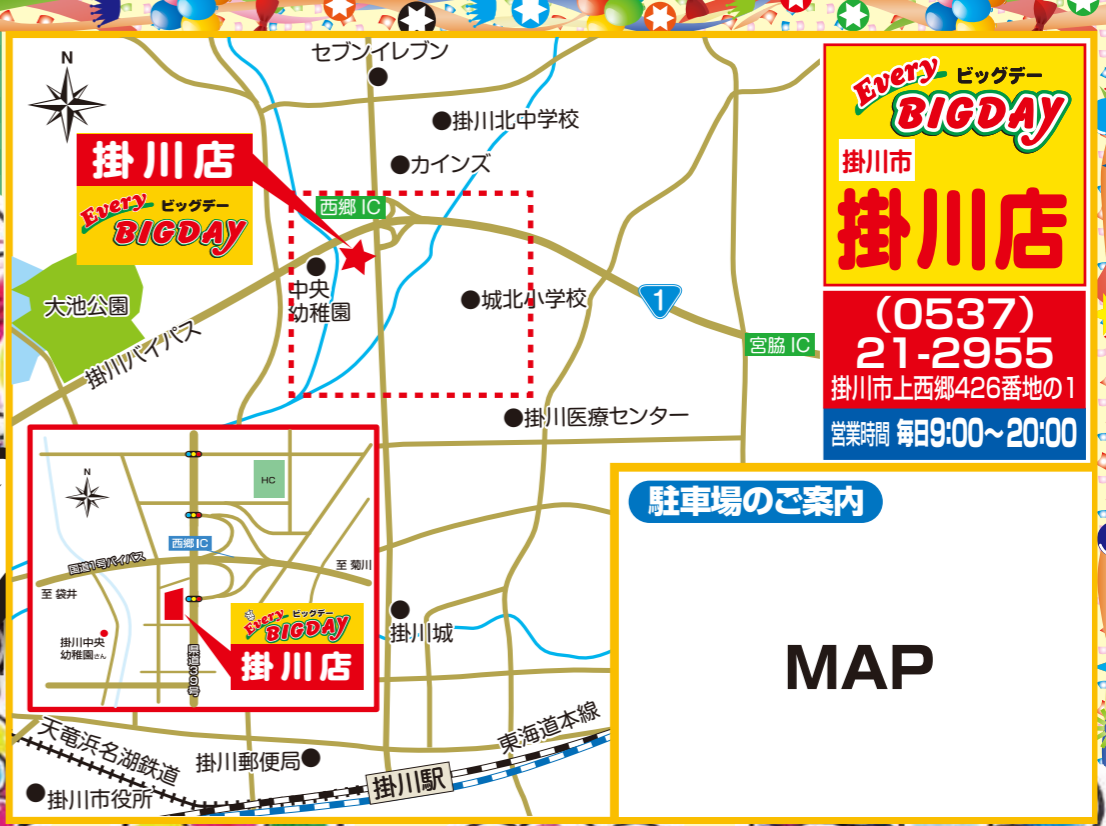 N
セブンイレブン
掛川北中学校
カインズ
掛川店
Every ビッグデー
BIGDAY
西郷 IC
中央
幼稚園
大池公園
掛川バイパス
城北小学校
1
宮脇 IC
掛川医療センター
Every ビッグデー
BIGDAY
掛川市
掛川店
(0537)
21-2955
掛川市上西郷426番地の1
営業時間 毎日9:00〜20:00
N
HC
西郷IC
国道1号バイパス
至 菊川
至 袋井
掛川中央
幼稚園さん
県道39号
Every ビッグデー
BIGDAY
掛川店
掛川城
天竜浜名湖鉄道
掛川郵便局
東海道本線
掛川駅
掛川市役所
駐車場のご案内
MAP